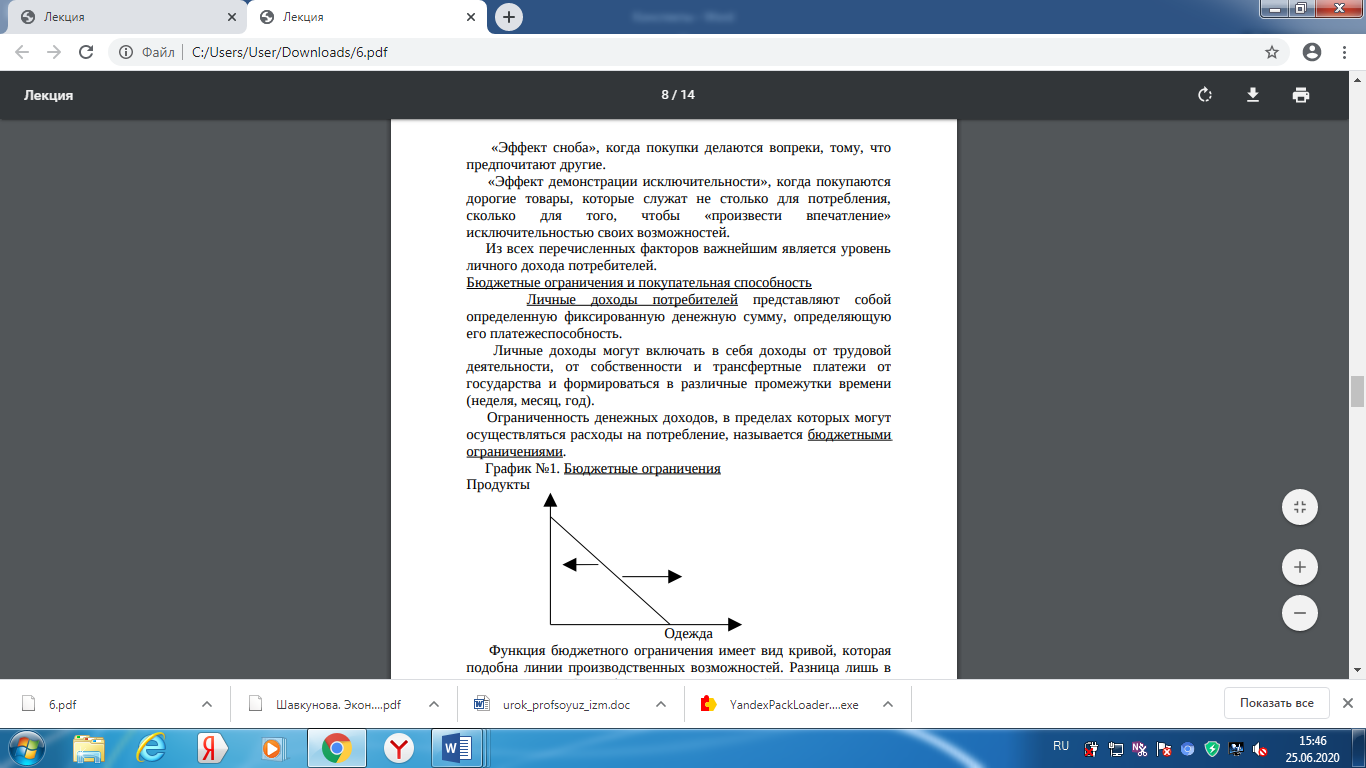 Лекция
Лекция
Файл
C:/Users/User/Downloads/6.pdf
Лекция
8 / 14
«Эффект сноба», когда покупки делаются вопреки, тому, что
предпочитают другие.
«Эффект демонстрации исключительности», когда покупаются
дорогие товары, которые служат не столько для потребления,
сколько для того, чтобы «произвести впечатление»
исключительностью своих возможностей.
Из всех перечисленных факторов важнейшим является уровень
личного дохода потребителей.
Бюджетные ограничения и покупательная способность
Личные доходы потребителей представляют собой
определенную фиксированную денежную сумму, определяющую
его платежеспособность.
Личные доходы могут включать в себя доходы от трудовой
деятельности, от собственности и трансфертные платежи от
государства и формироваться в различные промежутки времени
(неделя, месяц, год).
Ограниченность денежных доходов, в пределах которых могут
осуществляться расходы на потребление, называется бюджетными
ограничениями.
График №1. Бюджетные ограничения
Продукты
Одежда
Функция бюджетного ограничения имеет вид кривой, которая
подобна линии производственных возможностей. Разница лишь в
6.pdf
Шавкунова. Экон....pdf
urok_profsoyuz_izm.doc
YandexPackLoader....exe
Показать все
RU
15:46
25.06.2020